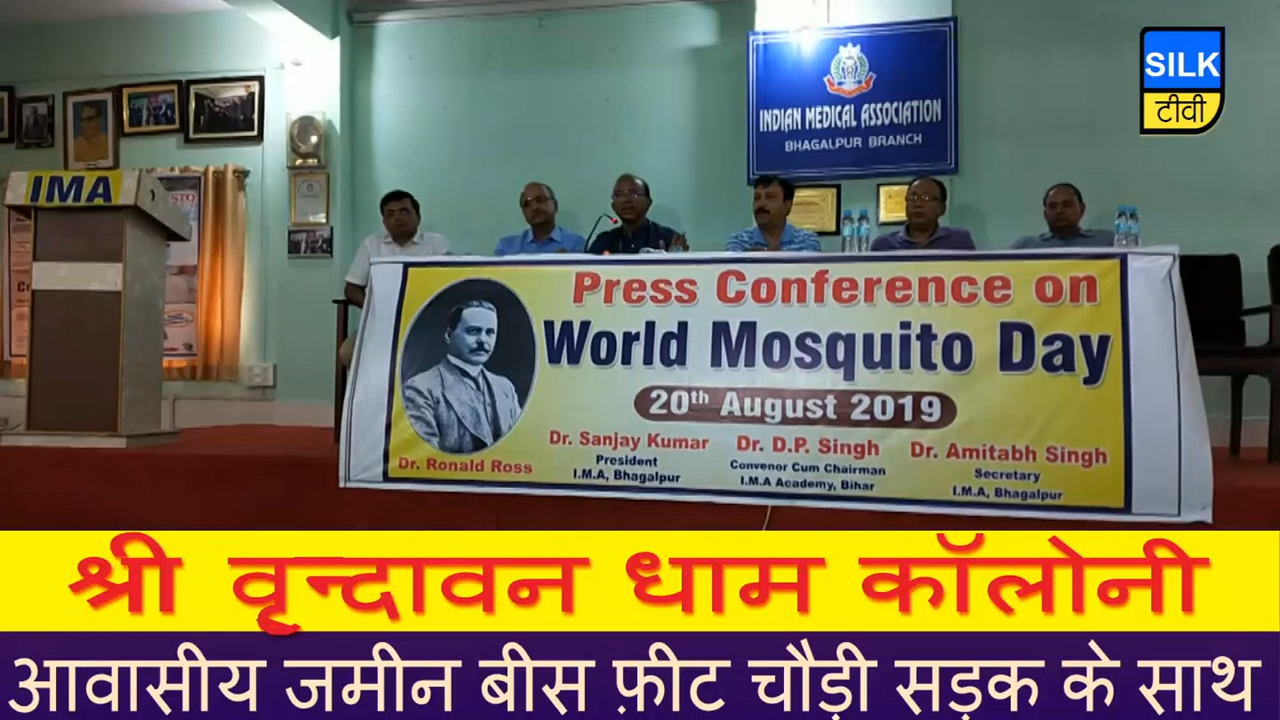 SILK
टीवी
INDIAN MEDICAL ASSOCIATION
BHAGALPUR BRANCH
IMA
Press Conference on
World Mosquito Day
20th August 2019
Dr. Ronald Ross
Dr. Sanjay Kumar
President
I.M.A, Bhagalpur
Dr. D.P. Singh
Convenor Cum Chairman
I.M.A Academy, Bihar
Dr. Amitabh Singh
Secretary
I.M.A, Bhagalpur
श्री वृन्दावन धाम कॉलोनी
आवासीय जमीन बीस फ़ीट चौड़ी सड़क के साथ